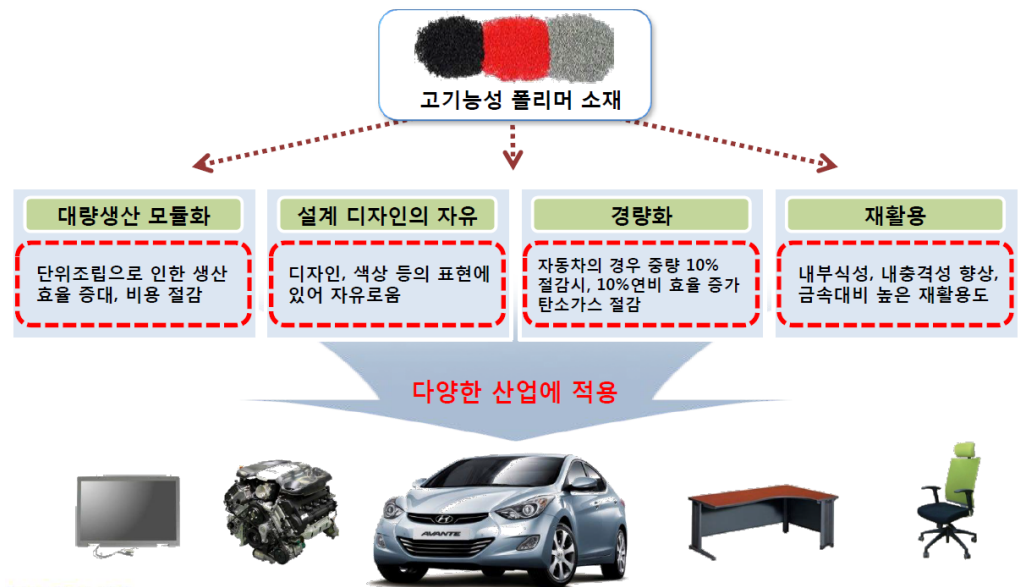 고기능성 폴리머 소재
대량생산 모듈화
단위조립으로 인한 생산
효율 증대, 비용 절감
설계 디자인의 자유
디자인, 색상 등의 표현에
있어 자유로움
경량화
자동차의 경우 중량 10%
절감시, 10%연비 효율 증가
탄소가스 절감
재활용
내부식성, 내충격성 향상,
금속대비 높은 재활용도
다양한 산업에 적용
AVANTE